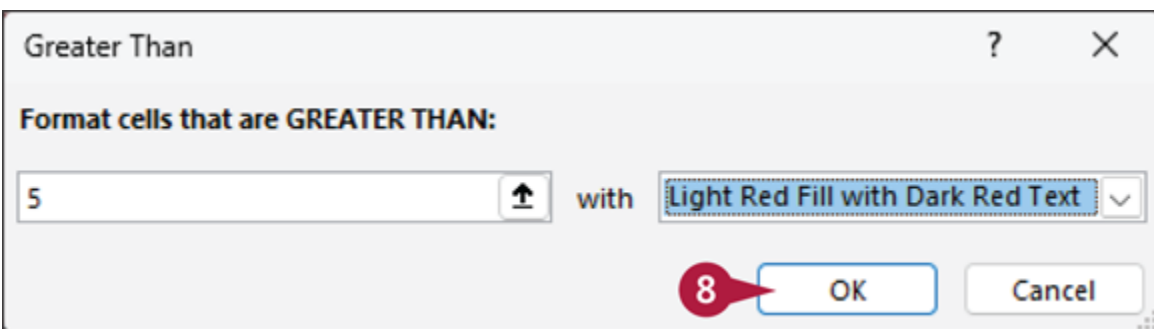 Greater Than ?
Format cells that are GREATER THAN:
5 with Light Red Fill with Dark Red Text
8 OK Cancel